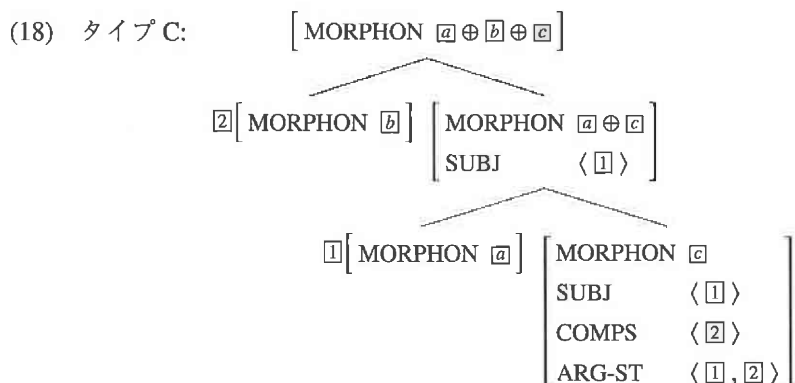 (18) タイプ C: [ MORPHON a ⊕ b ⊕ c ]
2 [ MORPHON b ] [ MORPHON a ⊕ c
SUBJ 〈 1 〉 ]
1 [ MORPHON a ] [ MORPHON c
SUBJ 〈 1 〉
COMPS 〈 2 〉
ARG-ST 〈 1 , 2 〉 ]